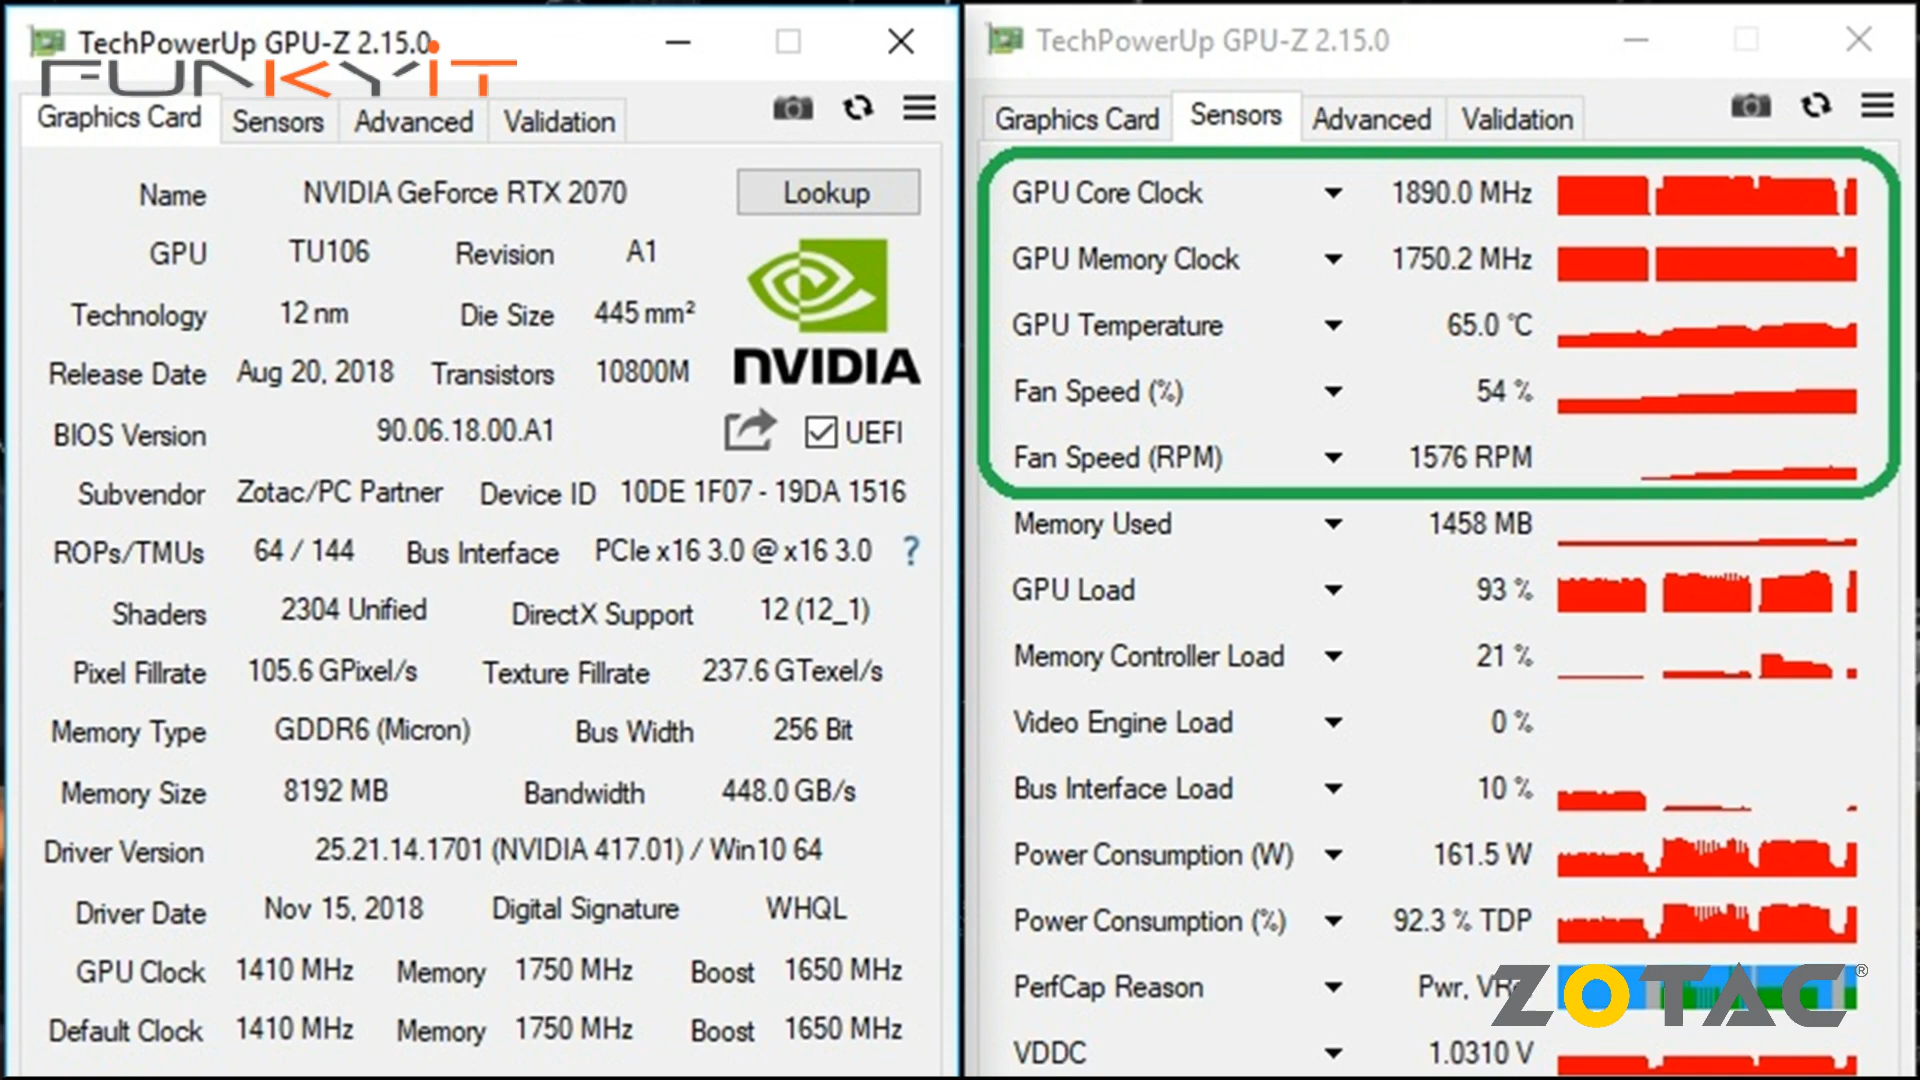 TechPowerUp GPU-Z 2.15.0
FUNKYiT
Graphics Card Sensors Advanced Validation
Name NVIDIA GeForce RTX 2070 Lookup
GPU TU106 Revision A1
Technology 12 nm Die Size 445 mm²
Release Date Aug 20, 2018 Transistors 10800M
NVIDIA
BIOS Version 90.06.18.00.A1 UEFI
Subvendor Zotac/PC Partner Device ID 10DE 1F07 - 19DA 1516
ROPs/TMUs 64 / 144 Bus Interface PCIe x16 3.0 @ x16 3.0 ?
Shaders 2304 Unified DirectX Support 12 (12_1)
Pixel Fillrate 105.6 GPixel/s Texture Fillrate 237.6 GTexel/s
Memory Type GDDR6 (Micron) Bus Width 256 Bit
Memory Size 8192 MB Bandwidth 448.0 GB/s
Driver Version 25.21.14.1701 (NVIDIA 417.01) / Win10 64
Driver Date Nov 15, 2018 Digital Signature WHQL
GPU Clock 1410 MHz Memory 1750 MHz Boost 1650 MHz
Default Clock 1410 MHz Memory 1750 MHz Boost 1650 MHz
TechPowerUp GPU-Z 2.15.0
Graphics Card Sensors Advanced Validation
GPU Core Clock 1890.0 MHz
GPU Memory Clock 1750.2 MHz
GPU Temperature 65.0 °C
Fan Speed (%) 54 %
Fan Speed (RPM) 1576 RPM
Memory Used 1458 MB
GPU Load 93 %
Memory Controller Load 21 %
Video Engine Load 0 %
Bus Interface Load 10 %
Power Consumption (W) 161.5 W
Power Consumption (%) 92.3 % TDP
PerfCap Reason Pwr,
ZOTAC®
VDDC 1.0310 V